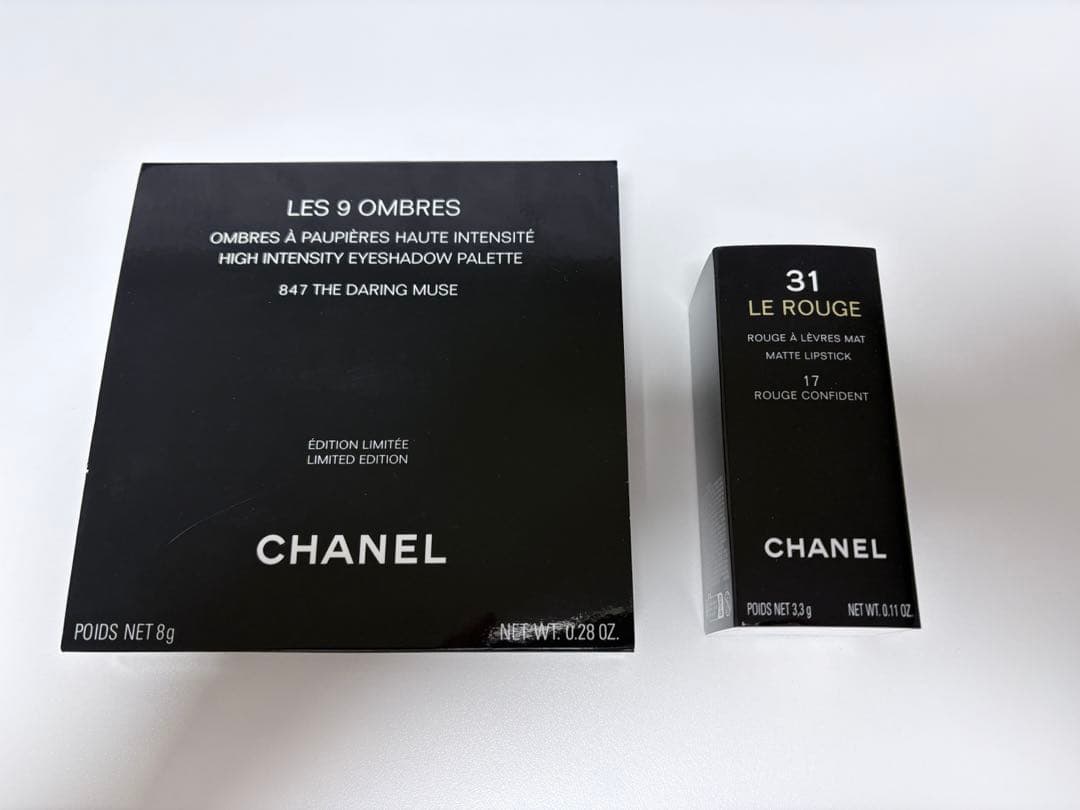 LES 9 OMBRES
OMBRES À PAUPIÈRES HAUTE INTENSITÉ
HIGH INTENSITY EYESHADOW PALETTE
847 THE DARING MUSE
ÉDITION LIMITÉE
LIMITED EDITION
CHANEL
POIDS NET 8g
NET WT. 0.28 OZ.
31
LE ROUGE
ROUGE À LÈVRES MAT
MATTE LIPSTICK
17
ROUGE CONFIDENT
CHANEL
POIDS NET 3,3 g
NET WT. 0.11 OZ.